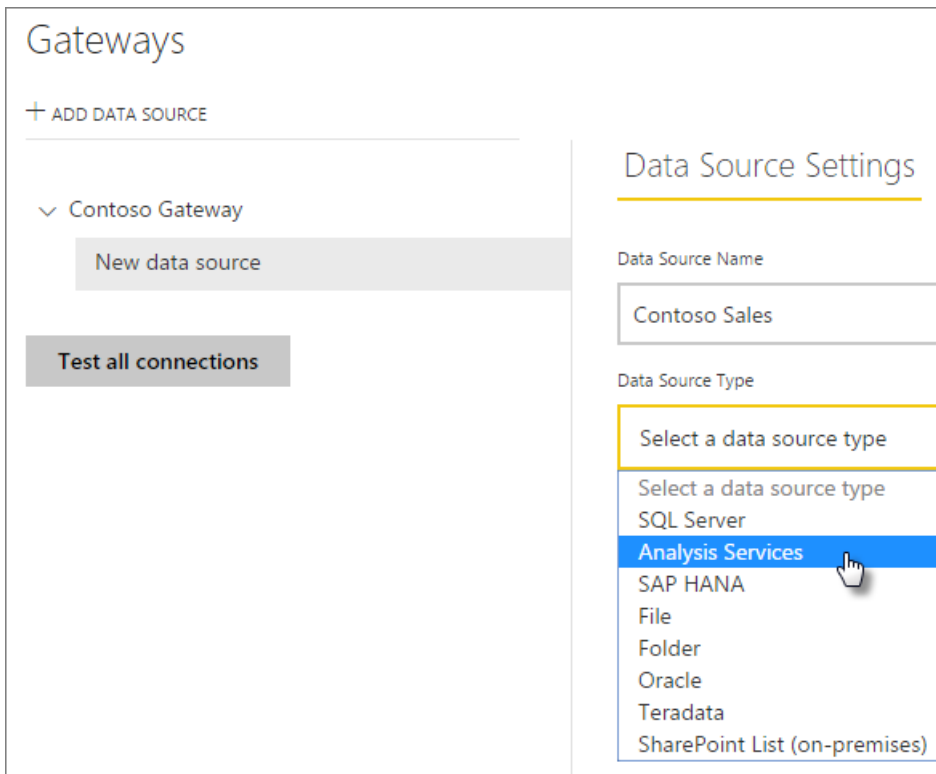 Gateways
+ ADD DATA SOURCE
Contoso Gateway
New data source
Test all connections
Data Source Settings
Data Source Name
Contoso Sales
Data Source Type
Select a data source type
Select a data source type
SQL Server
Analysis Services
SAP HANA
File
Folder
Oracle
Teradata
SharePoint List (on-premises)